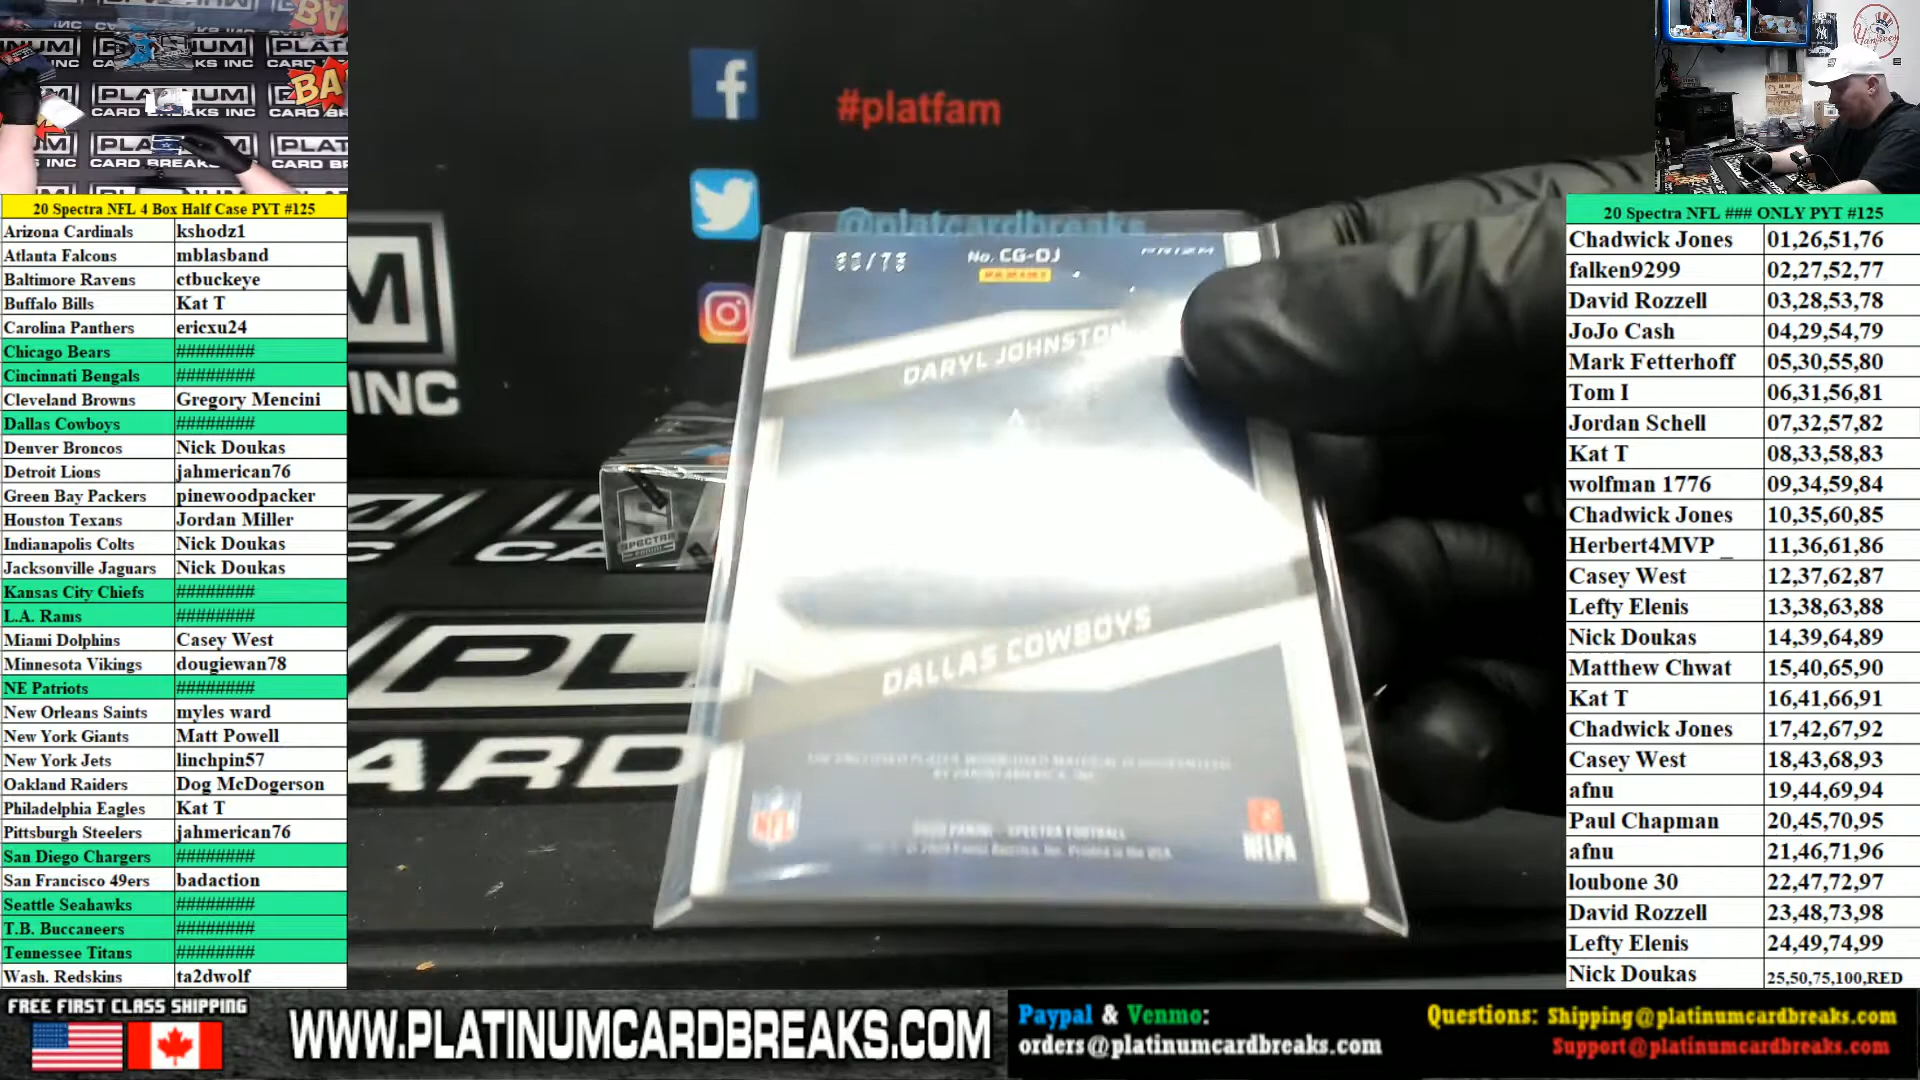 20 Spectra NFL 4 Box Half Case PYT #125
Arizona Cardinals kshodz1
Atlanta Falcons mblasband
Baltimore Ravens ctbuckeye
Buffalo Bills Kat T
Carolina Panthers ericxu24
Chicago Bears ########
Cincinnati Bengals ########
Cleveland Browns Gregory Mencini
Dallas Cowboys ########
Denver Broncos Nick Doukas
Detroit Lions jahmerican76
Green Bay Packers pinewoodpacker
Houston Texans Jordan Miller
Indianapolis Colts Nick Doukas
Jacksonville Jaguars Nick Doukas
Kansas City Chiefs ########
L.A. Rams ########
Miami Dolphins Casey West
Minnesota Vikings dougiewan78
NE Patriots ########
New Orleans Saints myles ward
New York Giants Matt Powell
New York Jets linchpin57
Oakland Raiders Dog McDogerson
Philadelphia Eagles Kat T
Pittsburgh Steelers jahmerican76
San Diego Chargers ########
San Francisco 49ers badaction
Seattle Seahawks ########
T.B. Buccaneers ########
Tennessee Titans ########
Wash. Redskins ta2dwolf
#platfam
@platcardbreaks
No. CG-DJ
PANINI
PRIZM
DARYL JOHNSTON
DALLAS COWBOYS
NFL
NFLPA
SPECTRA
INC
20 Spectra NFL ### ONLY PYT #125
Chadwick Jones 01,26,51,76
falken9299 02,27,52,77
David Rozzell 03,28,53,78
JoJo Cash 04,29,54,79
Mark Fetterhoff 05,30,55,80
Tom I 06,31,56,81
Jordan Schell 07,32,57,82
Kat T 08,33,58,83
wolfman 1776 09,34,59,84
Chadwick Jones 10,35,60,85
Herbert4MVP _ 11,36,61,86
Casey West 12,37,62,87
Lefty Elenis 13,38,63,88
Nick Doukas 14,39,64,89
Matthew Chwat 15,40,65,90
Kat T 16,41,66,91
Chadwick Jones 17,42,67,92
Casey West 18,43,68,93
afnu 19,44,69,94
Paul Chapman 20,45,70,95
afnu 21,46,71,96
loubone 30 22,47,72,97
David Rozzell 23,48,73,98
Lefty Elenis 24,49,74,99
Nick Doukas 25,50,75,100,RED
FREE FIRST CLASS SHIPPING
WWW.PLATINUMCARDBREAKS.COM
Paypal & Venmo:
orders@platinumcardbreaks.com
Questions: Shipping@platinumcardbreaks.com
Support@platinumcardbreaks.com